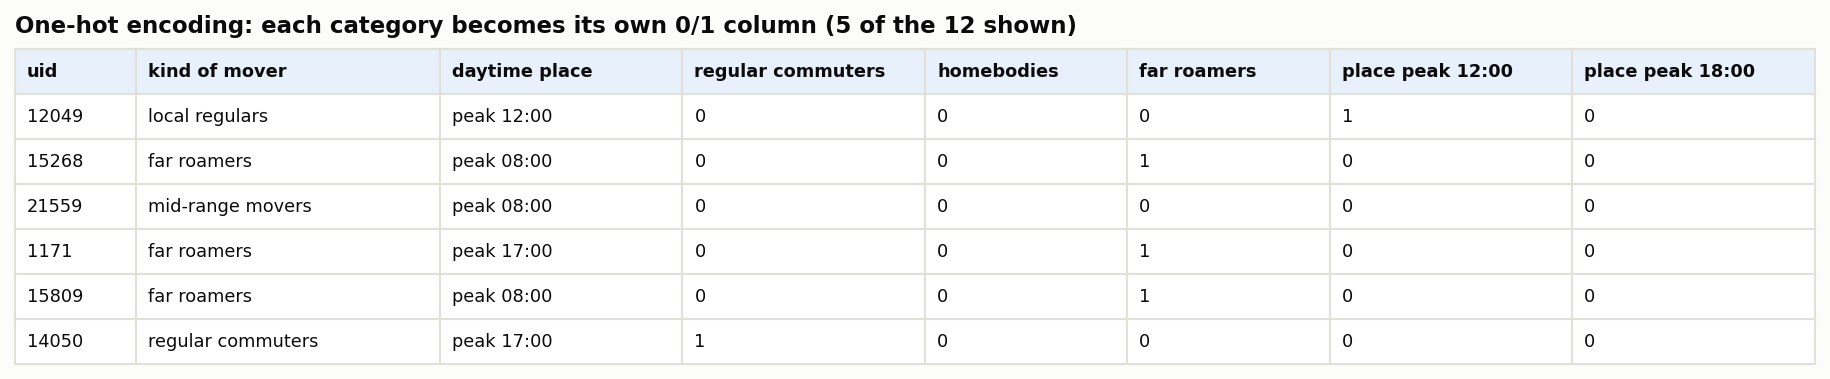 One-hot encoding: each category becomes its own 0/1 column (5 of the 12 shown)
uid kind of mover daytime place regular commuters homebodies far roamers place peak 12:00 place peak 18:00
12049 local regulars peak 12:00 0 0 0 1 0
15268 far roamers peak 08:00 0 0 1 0 0
21559 mid-range movers peak 08:00 0 0 0 0 0
1171 far roamers peak 17:00 0 0 1 0 0
15809 far roamers peak 08:00 0 0 1 0 0
14050 regular commuters peak 17:00 1 0 0 0 0